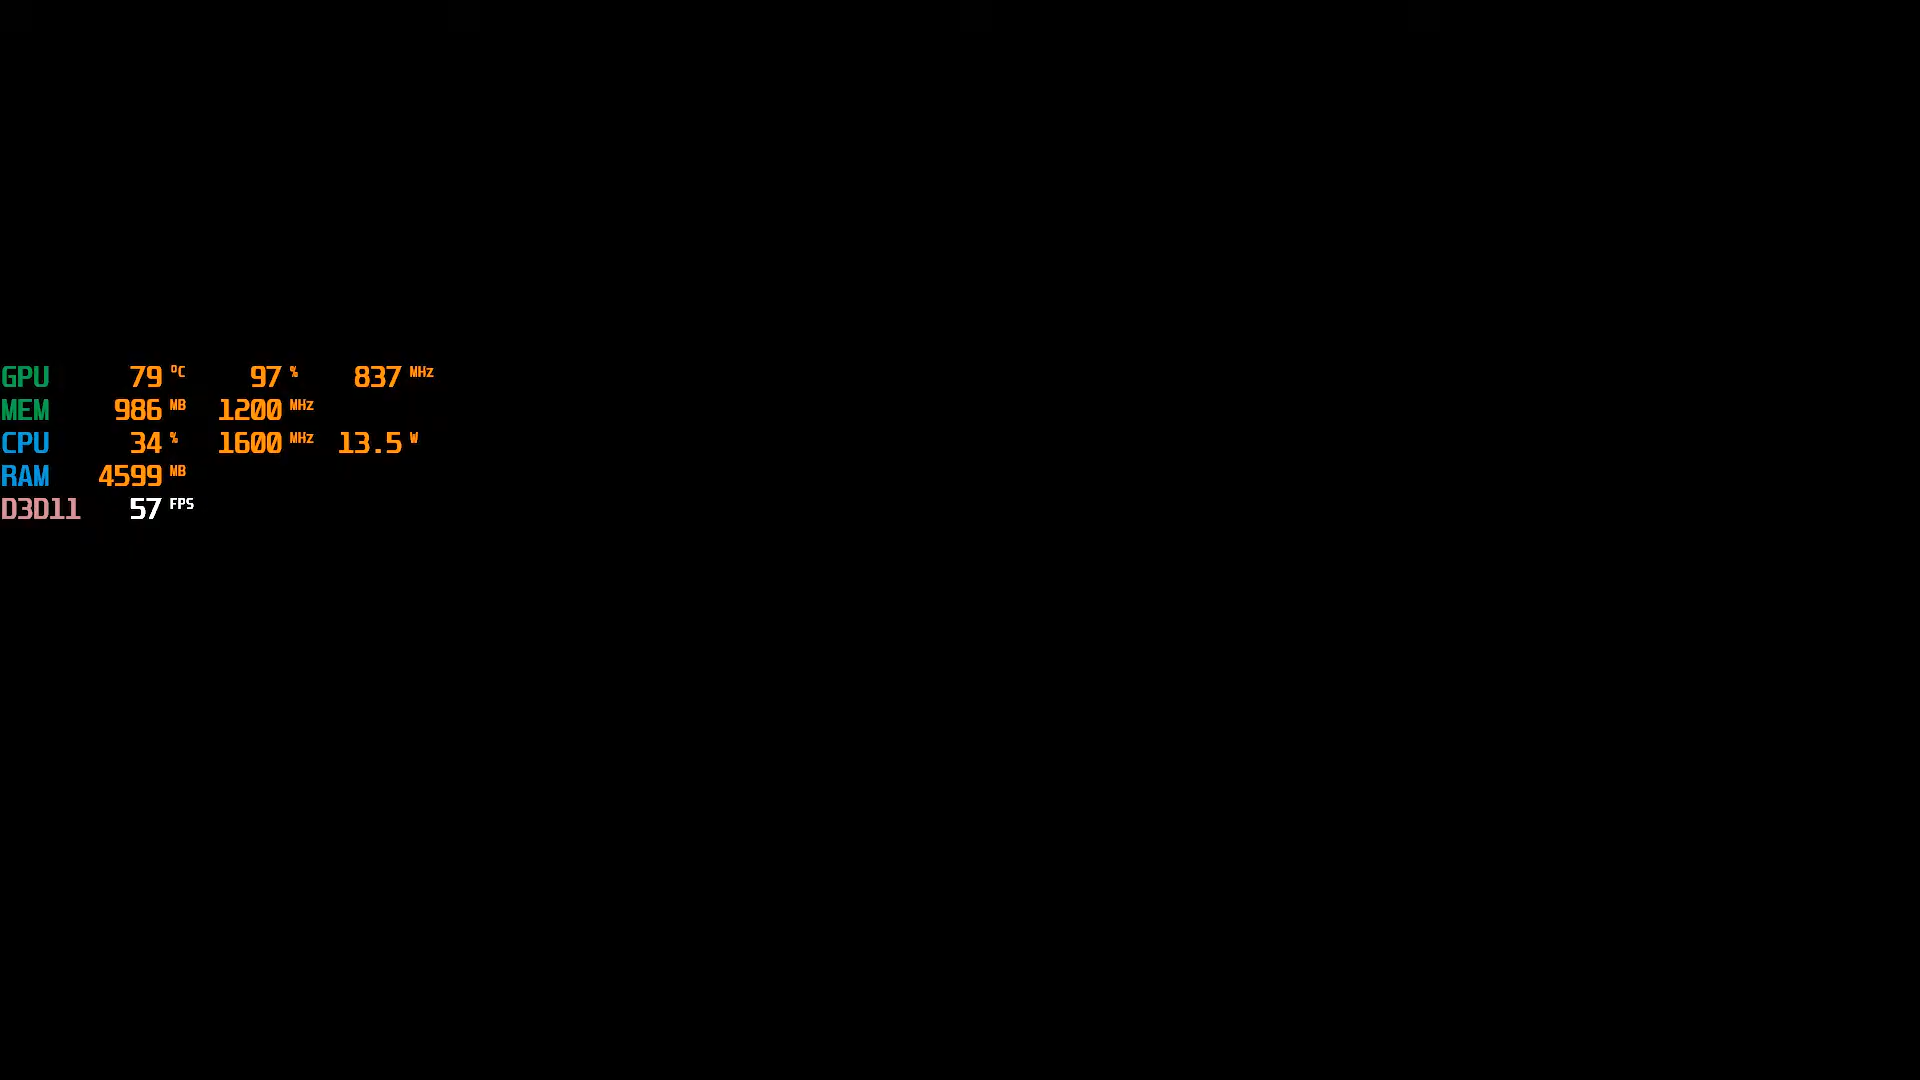 GPU 79 °C 97 % 837 MHz
MEM 986 MB 1200 MHz
CPU 34 % 1600 MHz 13.5 W
RAM 4599 MB
D3D11 57 FPS